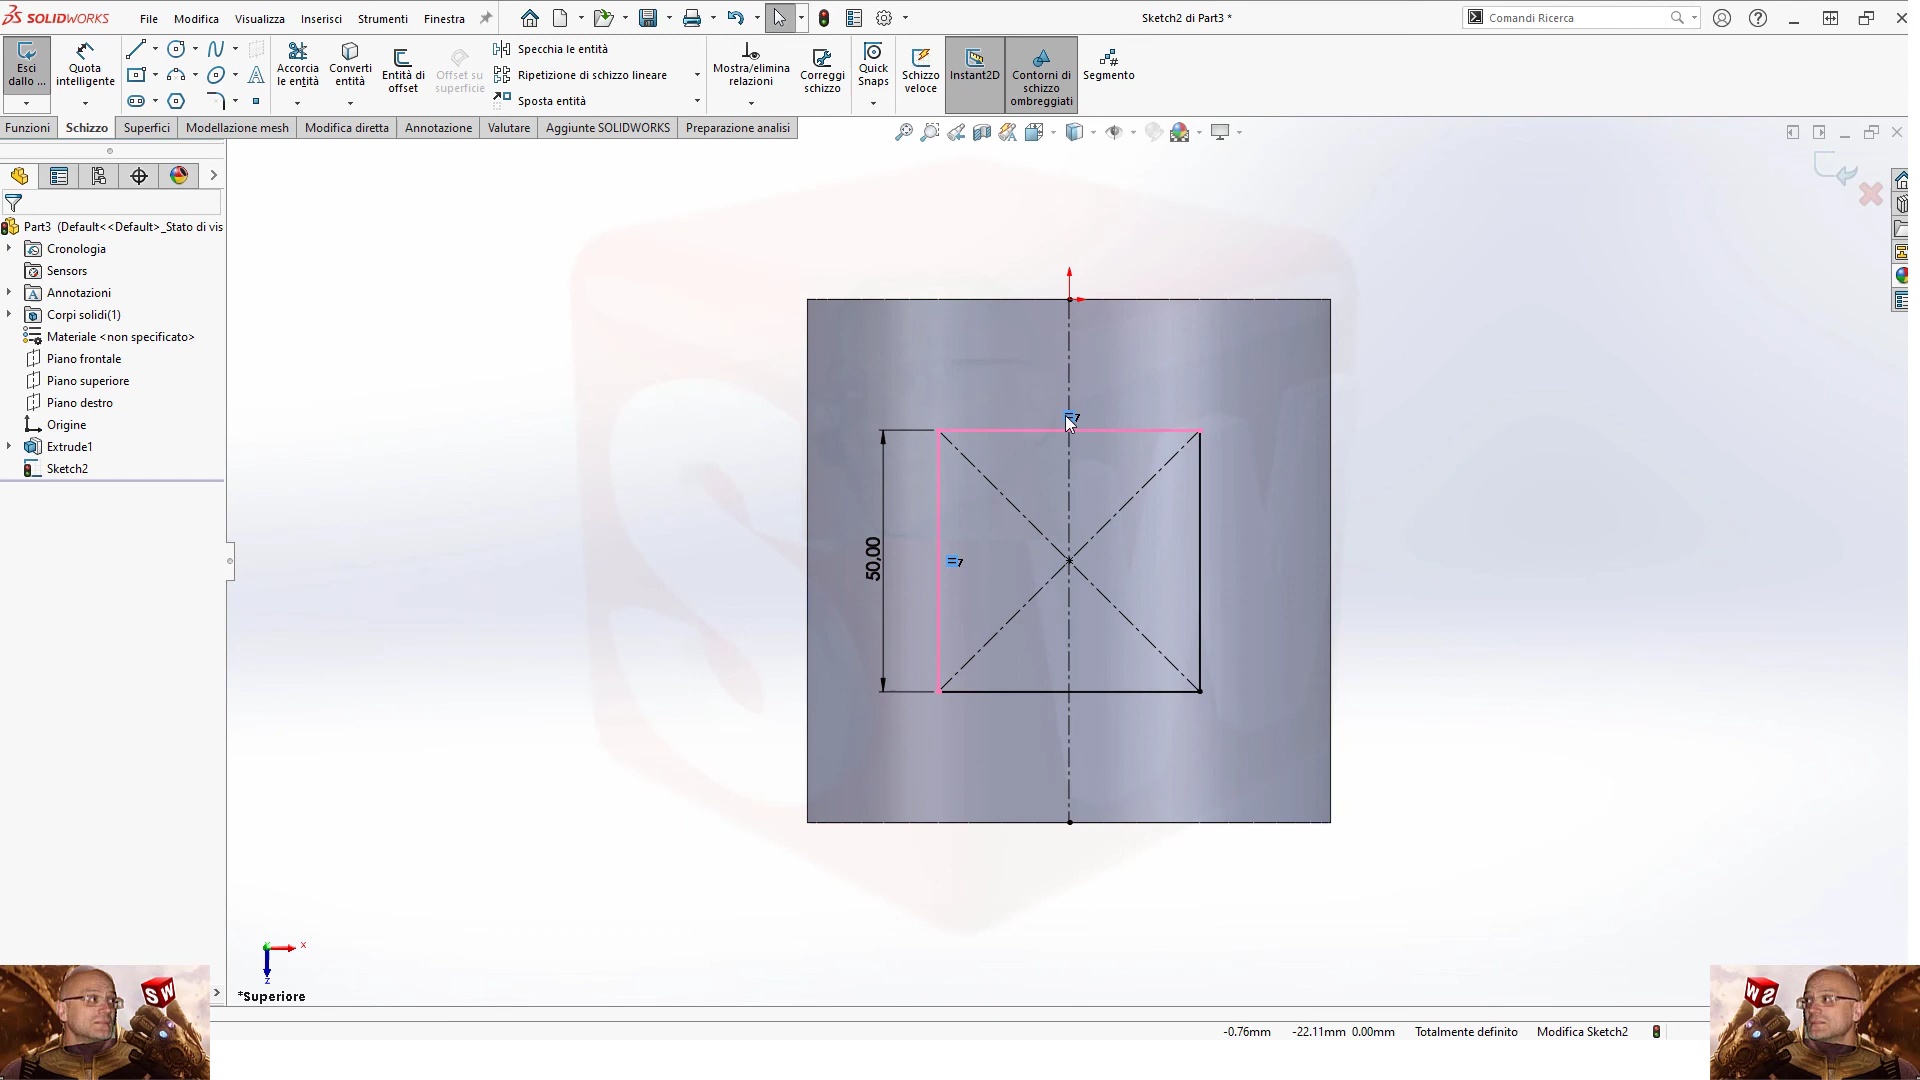 SOLIDWORKS
File Modifica Visualizza Inserisci Strumenti Finestra
Sketch2 di Part3 *
Comandi Ricerca
Esci dallo ...
Quota intelligente
Accorcia le entità
Converti entità
Entità di offset
Offset su superficie
Specchia le entità
Ripetizione di schizzo lineare
Sposta entità
Mostra/elimina relazioni
Correggi schizzo
Quick Snaps
Schizzo veloce
Instant2D
Contorni di schizzo ombreggiati
Segmento
Funzioni Schizzo Superfici Modellazione mesh Modifica diretta Annotazione Valutare Aggiunte SOLIDWORKS Preparazione analisi
Part3 (Default<<Default>_Stato di vis
Cronologia
Sensors
Annotazioni
Corpi solidi(1)
Materiale <non specificato>
Piano frontale
Piano superiore
Piano destro
Origine
Extrude1
Sketch2
7
50,00
7
X
Z
*Superiore
SW
SW
-0.76mm -22.11mm 0.00mm Totalmente definito Modifica Sketch2